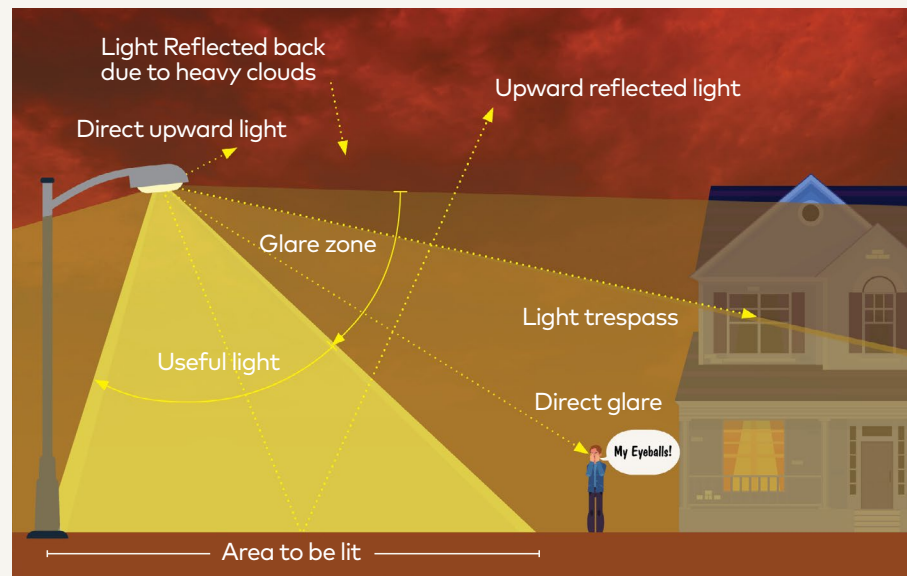 Light Reflected back
due to heavy clouds
Upward reflected light
Direct upward light
Glare zone
Light trespass
Useful light
Direct glare
My Eyeballs!
Area to be lit